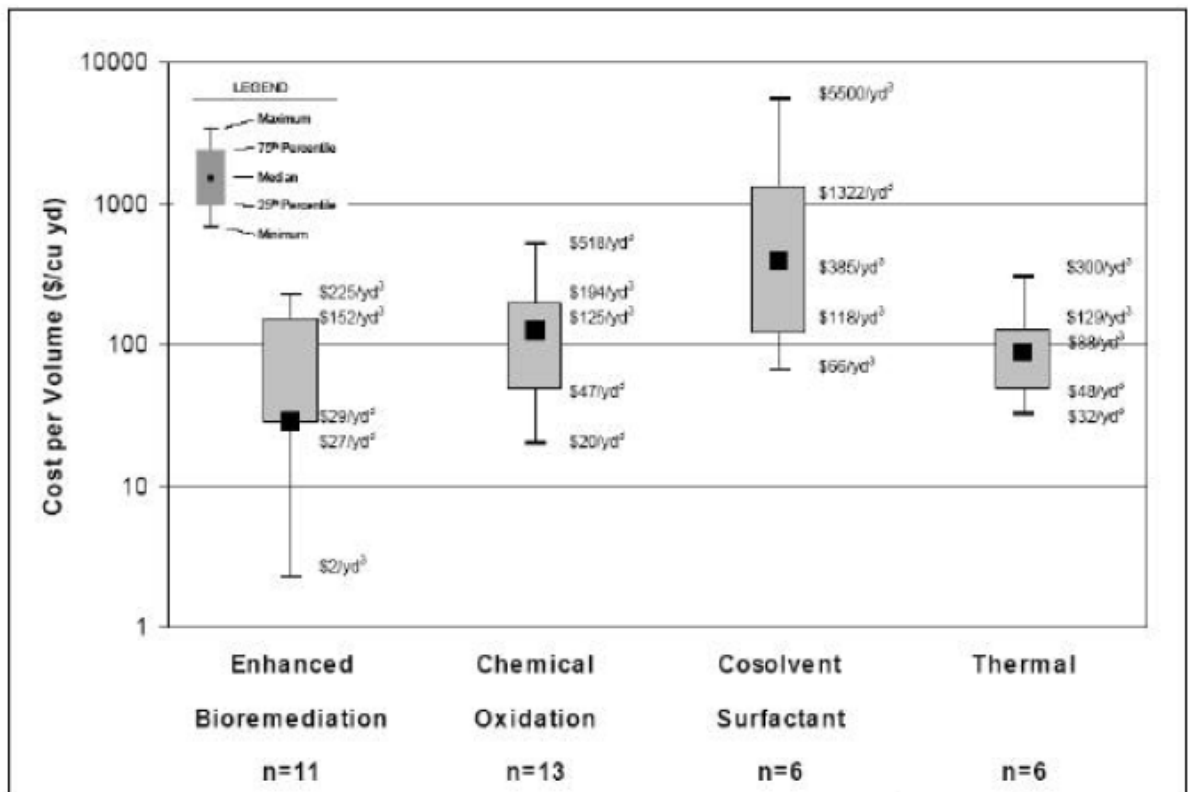 10000
LEGEND
Maximum
75th Percentile
Median
25th Percentile
Minimum
1000
100
10
1
Cost per Volume ($/cu yd)
$225/yd³
$152/yd³
$29/yd³
$27/yd³
$2/yd³
$518/yd³
$194/yd³
$125/yd³
$47/yd³
$20/yd³
$5500/yd³
$1322/yd³
$385/yd³
$118/yd³
$66/yd³
$300/yd³
$129/yd³
$88/yd³
$48/yd³
$32/yd³
Enhanced
Bioremediation
n=11
Chemical
Oxidation
n=13
Cosolvent
Surfactant
n=6
Thermal
n=6